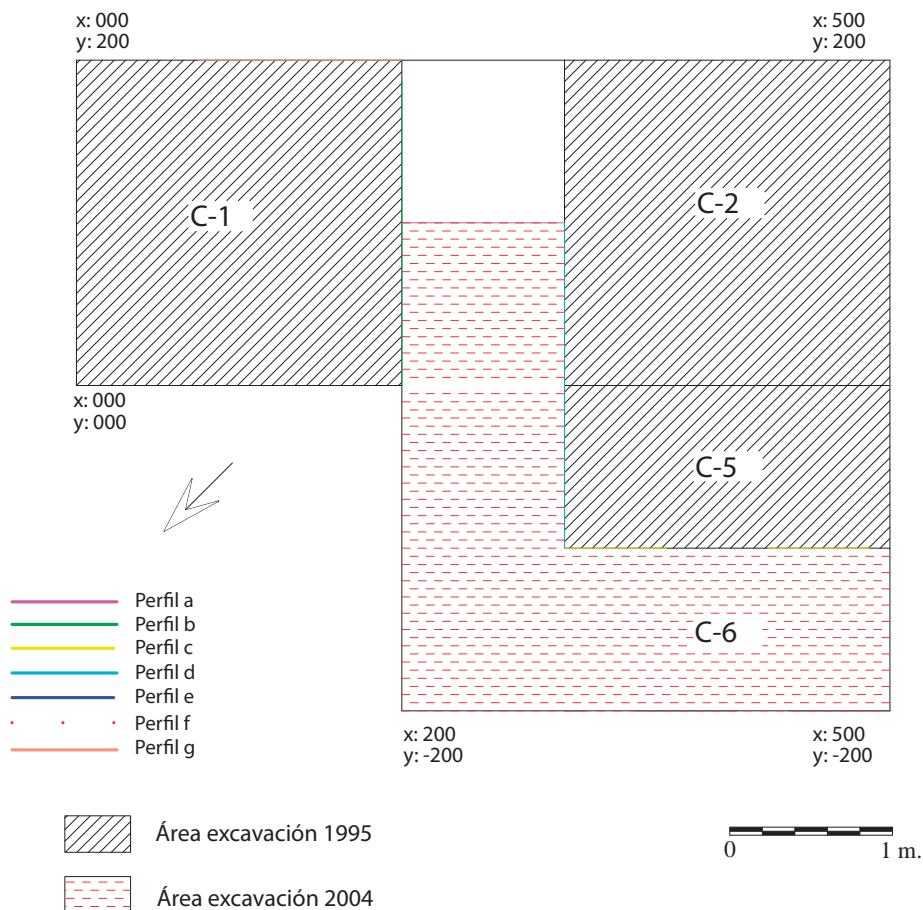 x: 000
y: 200
x: 500
y: 200
C-1
C-2
x: 000
y: 000
C-5
C-6
Perfil a
Perfil b
Perfil c
Perfil d
Perfil e
Perfil f
Perfil g
x: 200
y: -200
x: 500
y: -200
Área excavación 1995
0 1 m.
Área excavación 2004